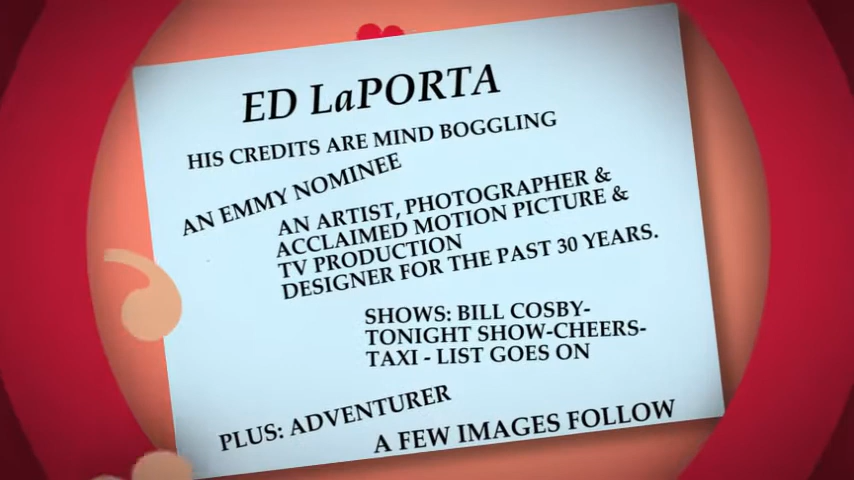 ED LaPORTA
HIS CREDITS ARE MIND BOGGLING
AN EMMY NOMINEE
AN ARTIST, PHOTOGRAPHER &
ACCLAIMED MOTION PICTURE &
TV PRODUCTION
DESIGNER FOR THE PAST 30 YEARS.
SHOWS: BILL COSBY-
TONIGHT SHOW-CHEERS-
TAXI - LIST GOES ON
PLUS: ADVENTURER
A FEW IMAGES FOLLOW